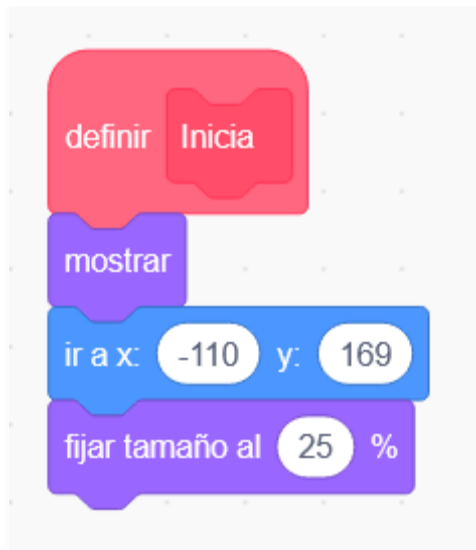 definir Inicia
mostrar
ir a x: -110 y: 169
fijar tamaño al 25 %